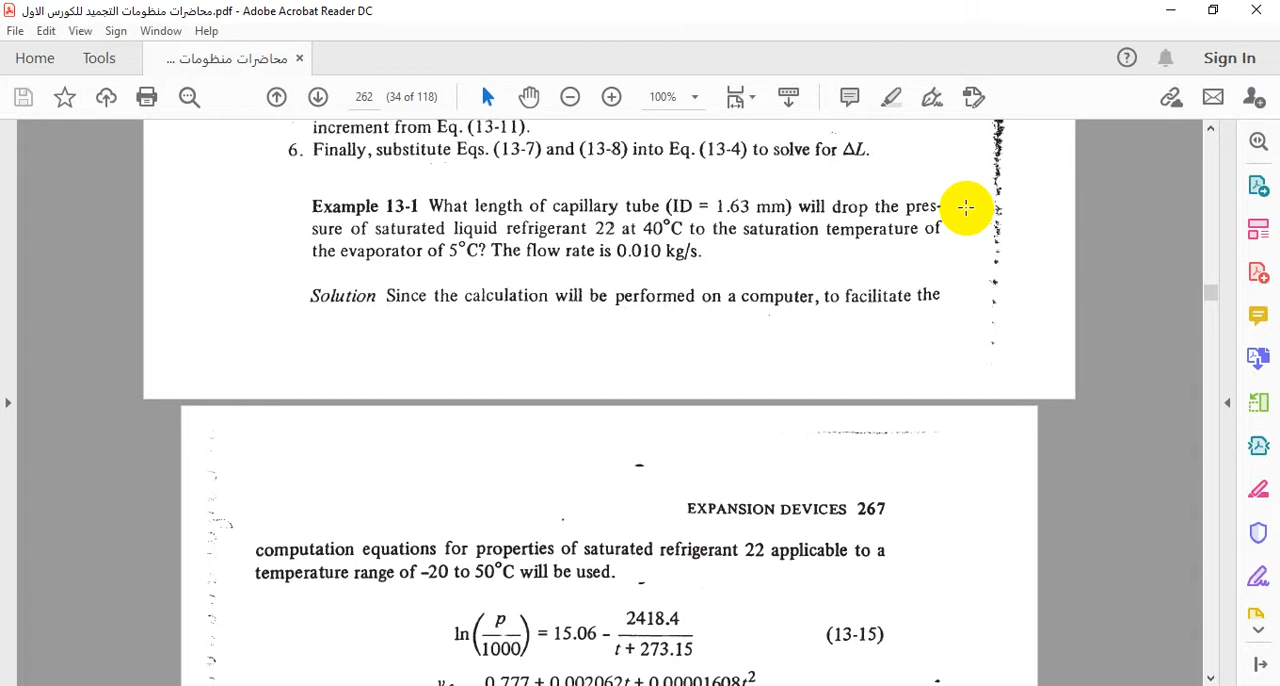 محاضرات منظومات التجميد للكورس الاول.pdf - Adobe Acrobat Reader DC
File Edit View Sign Window Help
Home Tools محاضرات منظومات ... × Sign In
262 (34 of 118) 100%
increment from Eq. (13-11).
6. Finally, substitute Eqs. (13-7) and (13-8) into Eq. (13-4) to solve for ΔL.
Example 13-1 What length of capillary tube (ID = 1.63 mm) will drop the pres-
sure of saturated liquid refrigerant 22 at 40°C to the saturation temperature of
the evaporator of 5°C? The flow rate is 0.010 kg/s.
Solution Since the calculation will be performed on a computer, to facilitate the
EXPANSION DEVICES 267
computation equations for properties of saturated refrigerant 22 applicable to a
temperature range of -20 to 50°C will be used.
ln(p/1000) = 15.06 - 2418.4/(t + 273.15) (13-15)
0.777 + 0.002062t + 0.00001608t²